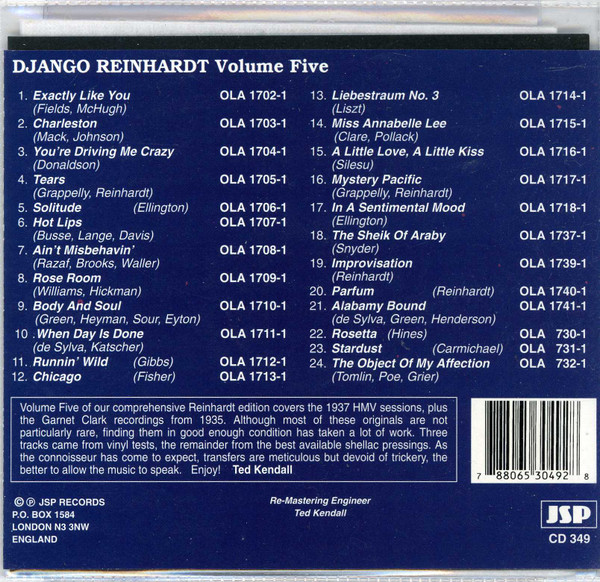 DJANGO REINHARDT Volume Five
1. Exactly Like You OLA 1702-1
(Fields, McHugh)
2. Charleston OLA 1703-1
(Mack, Johnson)
3. You're Driving Me Crazy OLA 1704-1
(Donaldson)
4. Tears OLA 1705-1
(Grappelly, Reinhardt)
5. Solitude (Ellington) OLA 1706-1
6. Hot Lips OLA 1707-1
(Busse, Lange, Davis)
7. Ain't Misbehavin' OLA 1708-1
(Razaf, Brooks, Waller)
8. Rose Room OLA 1709-1
(Williams, Hickman)
9. Body And Soul OLA 1710-1
(Green, Heyman, Sour, Eyton)
10 .When Day Is Done OLA 1711-1
(de Sylva, Katscher)
11. Runnin' Wild (Gibbs) OLA 1712-1
12. Chicago (Fisher) OLA 1713-1
13. Liebestraum No. 3 OLA 1714-1
(Liszt)
14. Miss Annabelle Lee OLA 1715-1
(Clare, Pollack)
15. A Little Love, A Little Kiss OLA 1716-1
(Silesu)
16. Mystery Pacific OLA 1717-1
(Grappelly, Reinhardt)
17. In A Sentimental Mood OLA 1718-1
(Ellington)
18. The Sheik Of Araby OLA 1737-1
(Snyder)
19. Improvisation OLA 1739-1
(Reinhardt)
20. Parfum (Reinhardt) OLA 1740-1
21. Alabamy Bound OLA 1741-1
(de Sylva, Green, Henderson)
22. Rosetta (Hines) OLA 730-1
23. Stardust (Carmichael) OLA 731-1
24. The Object Of My Affection OLA 732-1
(Tomlin, Poe, Grier)
Volume Five of our comprehensive Reinhardt edition covers the 1937 HMV sessions, plus
the Garnet Clark recordings from 1935. Although most of these originals are not
particularly rare, finding them in good enough condition has taken a lot of work. Three
tracks came from vinyl tests, the remainder from the best available shellac pressings. As
the connoisseur has come to expect, transfers are meticulous but devoid of trickery, the
better to allow the music to speak. Enjoy! Ted Kendall
7 88065 30492 8
© ℗ JSP RECORDS
P.O. BOX 1584
LONDON N3 3NW
ENGLAND
Re-Mastering Engineer
Ted Kendall
JSP
CD 349